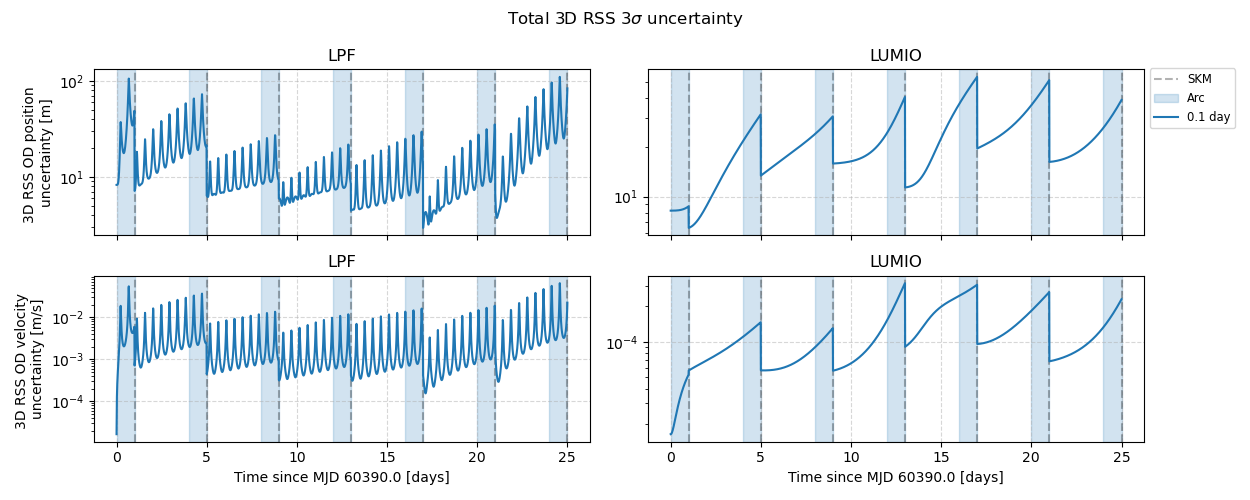 Total 3D RSS 3σ uncertainty
LPF
LUMIO
3D RSS OD position
uncertainty [m]
10²
10¹
10¹
SKM
Arc
0.1 day
LPF
LUMIO
3D RSS OD velocity
uncertainty [m/s]
10⁻²
10⁻³
10⁻⁴
10⁻⁴
0 5 10 15 20 25
0 5 10 15 20 25
Time since MJD 60390.0 [days]
Time since MJD 60390.0 [days]